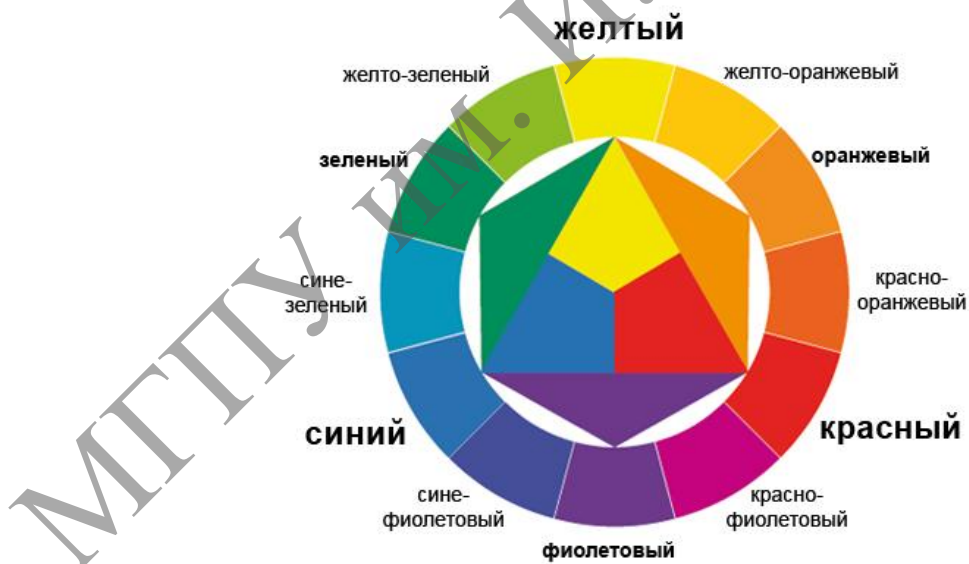 желтый
желто-зеленый
желто-оранжевый
зеленый
оранжевый
сине-
зеленый
красно-
оранжевый
синий
красный
сине-
фиолетовый
красно-
фиолетовый
фиолетовый
МГПУ им. И.